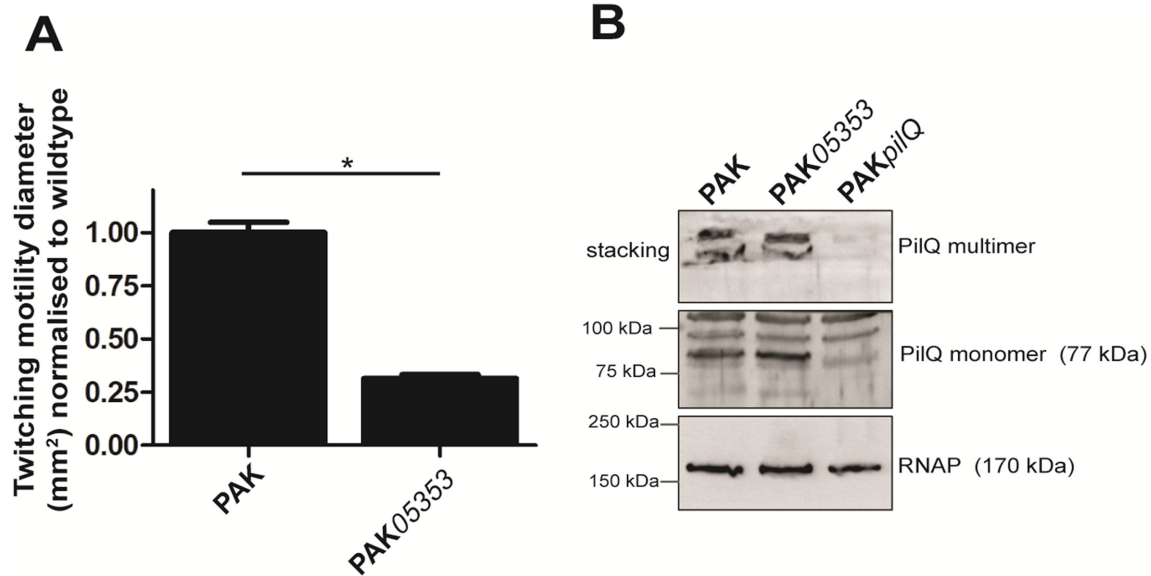 A
Twitching motility diameter
(mm²) normalised to wildtype
*
1.00
0.75
0.50
0.25
0.00
PAK
PAK05353
B
PAK
PAK05353
PAKpilQ
stacking
PilQ multimer
100 kDa
75 kDa
PilQ monomer (77 kDa)
250 kDa
150 kDa
RNAP (170 kDa)